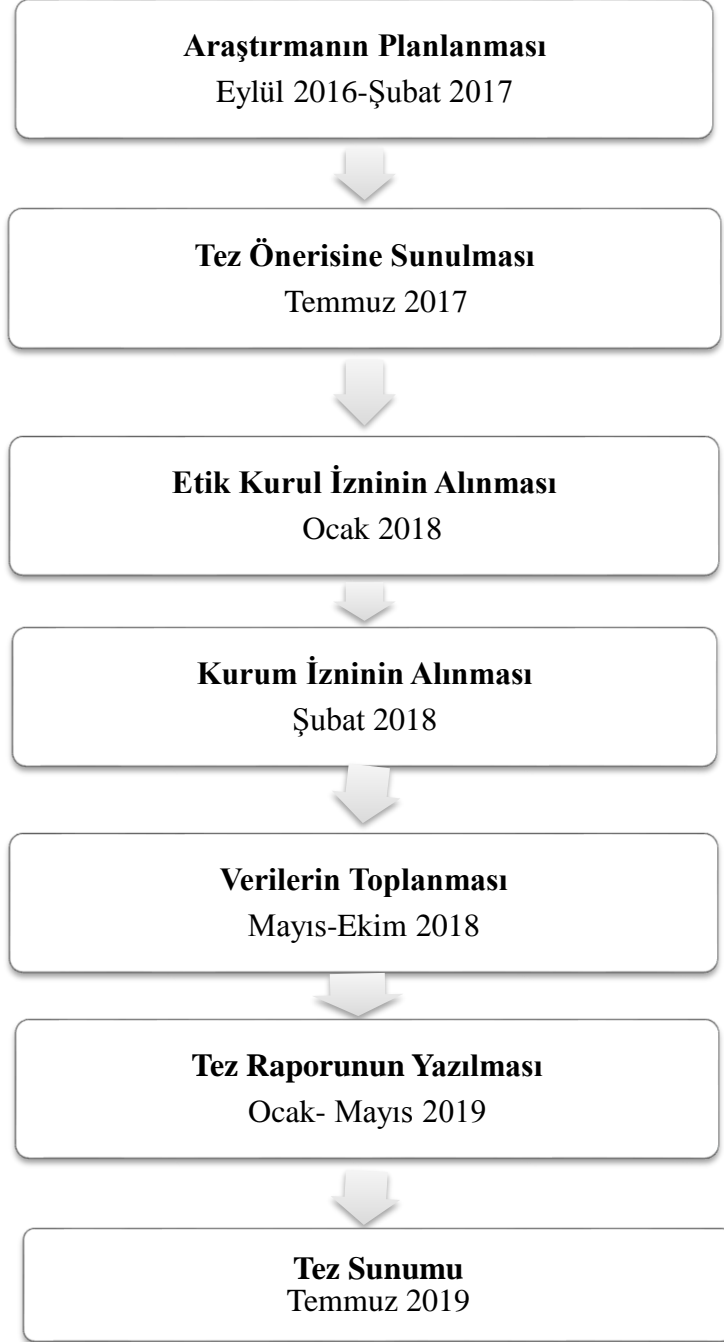 Araştırmanın Planlanması
Eylül 2016-Şubat 2017
Tez Önerisine Sunulması
Temmuz 2017
Etik Kurul İzninin Alınması
Ocak 2018
Kurum İzninin Alınması
Şubat 2018
Verilerin Toplanması
Mayıs-Ekim 2018
Tez Raporunun Yazılması
Ocak- Mayıs 2019
Tez Sunumu
Temmuz 2019